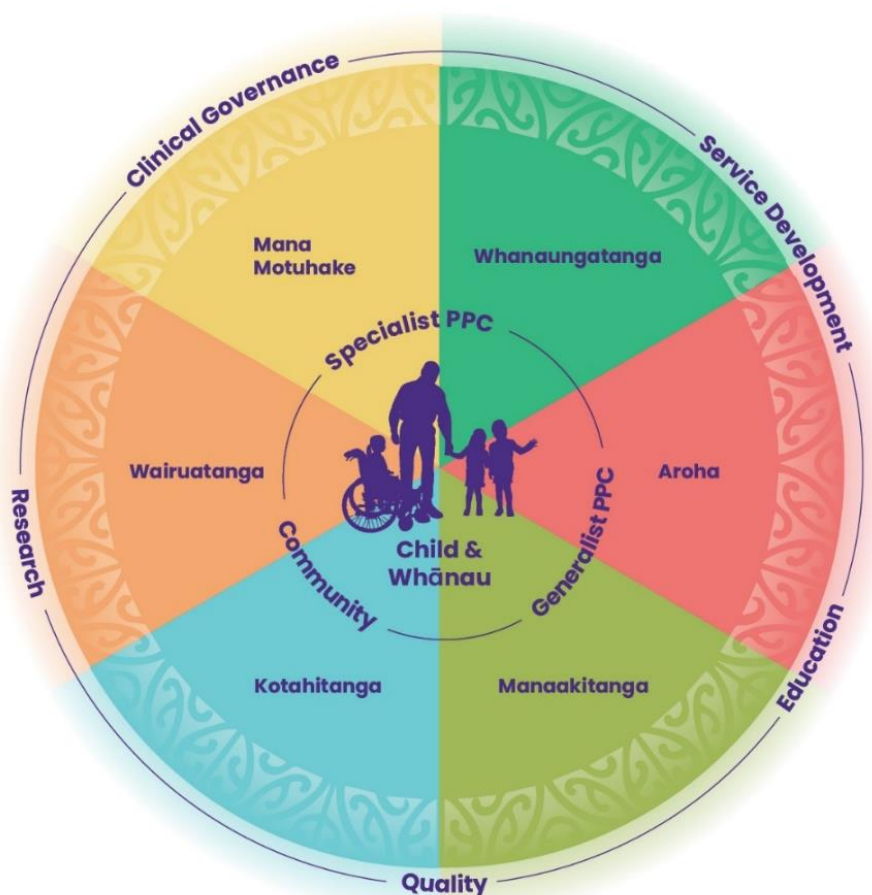 Clinical Governance
Service Development
Mana
Motuhake
Whanaungatanga
Specialist PPC
Wairuatanga
Aroha
Research
Community
Child &
Whānau
Generalist PPC
Kotahitanga
Manaakitanga
Education
Quality